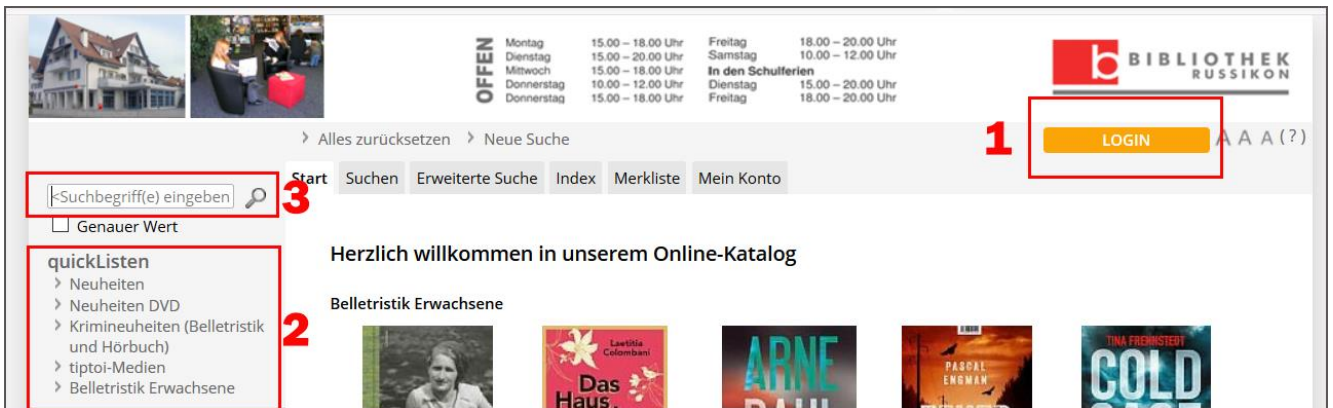 OFFEN
Montag 15.00 – 18.00 Uhr
Dienstag 15.00 – 20.00 Uhr
Mittwoch 15.00 – 18.00 Uhr
Donnerstag 10.00 – 12.00 Uhr
Donnerstag 15.00 – 18.00 Uhr
Freitag 18.00 – 20.00 Uhr
Samstag 10.00 – 12.00 Uhr
In den Schulferien
Dienstag 15.00 – 20.00 Uhr
Freitag 18.00 – 20.00 Uhr
b BIBLIOTHEK
RUSSIKON
> Alles zurücksetzen > Neue Suche
1
LOGIN
A A A (?)
Start Suchen Erweiterte Suche Index Merkliste Mein Konto
<Suchbegriff(e) eingeben
3
Genauer Wert
quickListen
> Neuheiten
> Neuheiten DVD
> Krimineuheiten (Belletristik
und Hörbuch)
> tiptoi-Medien
> Belletristik Erwachsene
2
Herzlich willkommen in unserem Online-Katalog
Belletristik Erwachsene
Laetitia
Colombani
Das
Haus
ARNE
DAHL
PASCAL
ENGMAN
TINA FRENNSTEDT
COLD